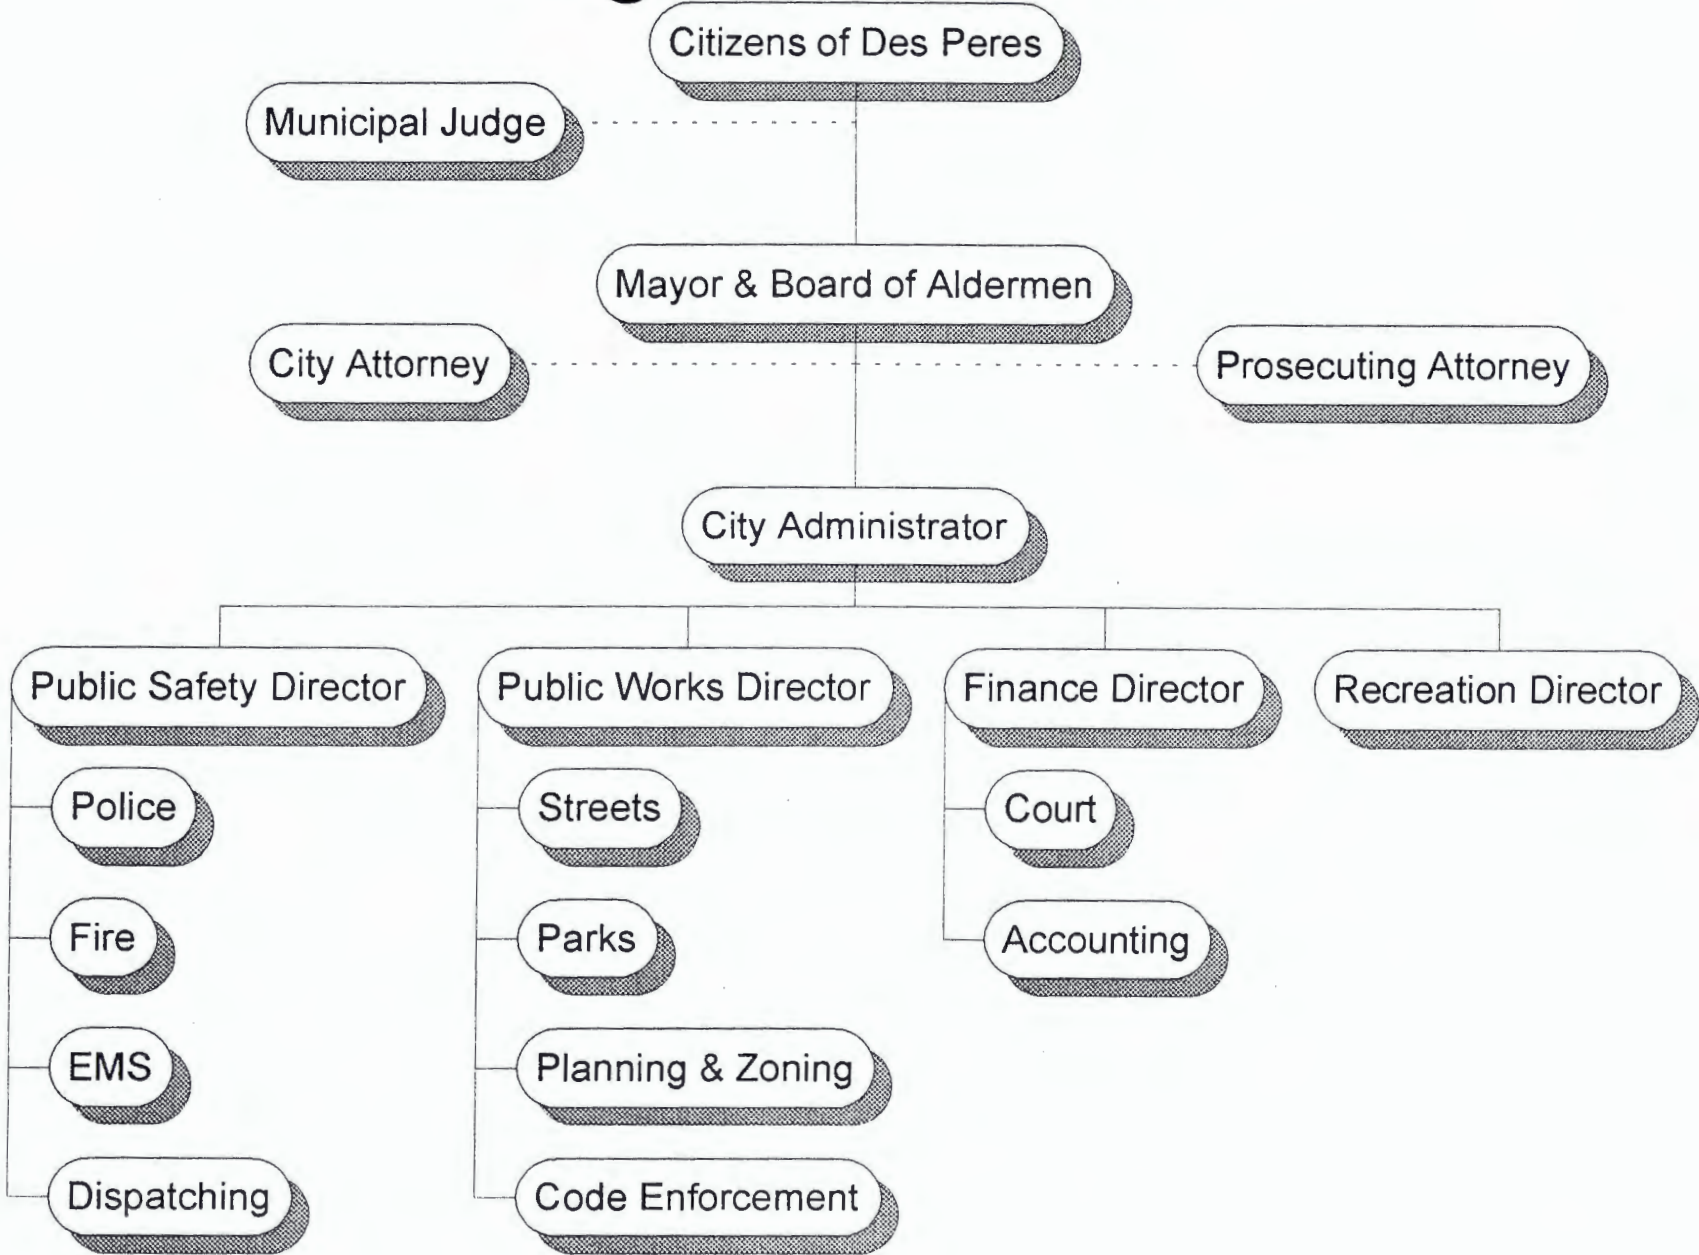 Citizens of Des Peres
Municipal Judge
Mayor & Board of Aldermen
City Attorney
Prosecuting Attorney
City Administrator
Public Safety Director
Public Works Director
Finance Director
Recreation Director
Police
Streets
Court
Fire
Parks
Accounting
EMS
Planning & Zoning
Dispatching
Code Enforcement